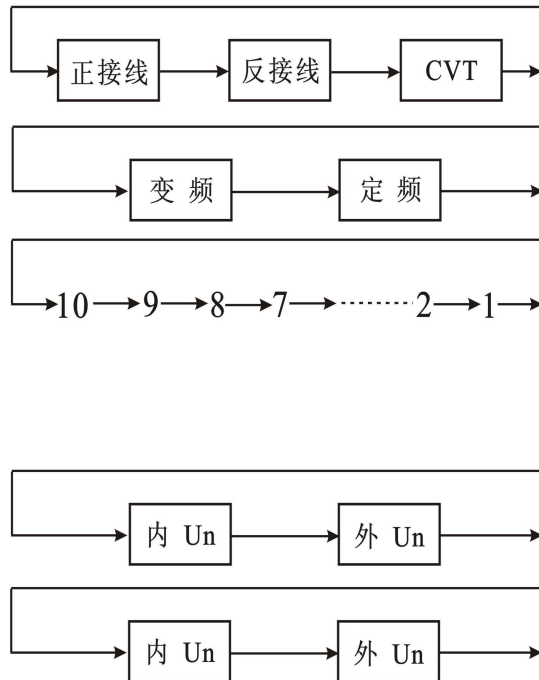 正接线 反接线 CVT
变 频 定 频
10 9 8 7 ........ 2 1
内 Un 外 Un
内 Un 外 Un